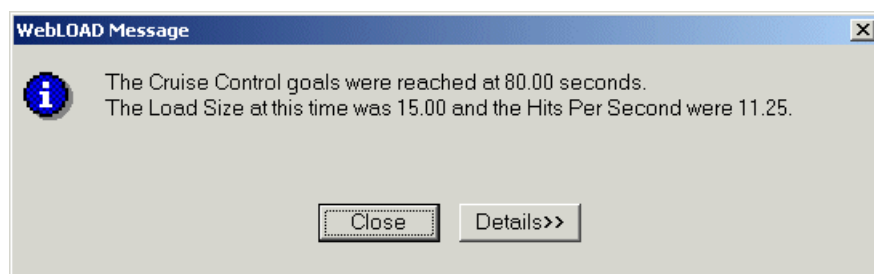 WebLOAD Message
The Cruise Control goals were reached at 80.00 seconds.
The Load Size at this time was 15.00 and the Hits Per Second were 11.25.
Close Details>>